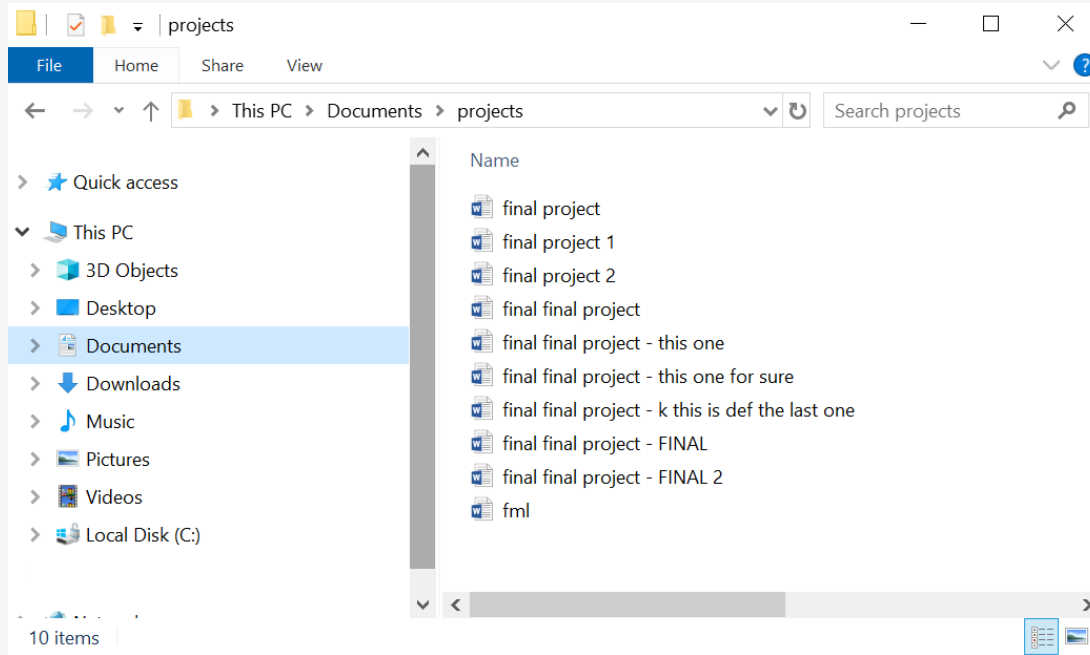 projects
File Home Share View ?
This PC > Documents > projects
Search projects
Quick access
This PC
3D Objects
Desktop
Documents
Downloads
Music
Pictures
Videos
Local Disk (C:)
Name
final project
final project 1
final project 2
final final project
final final project - this one
final final project - this one for sure
final final project - k this is def the last one
final final project - FINAL
final final project - FINAL 2
fml
10 items